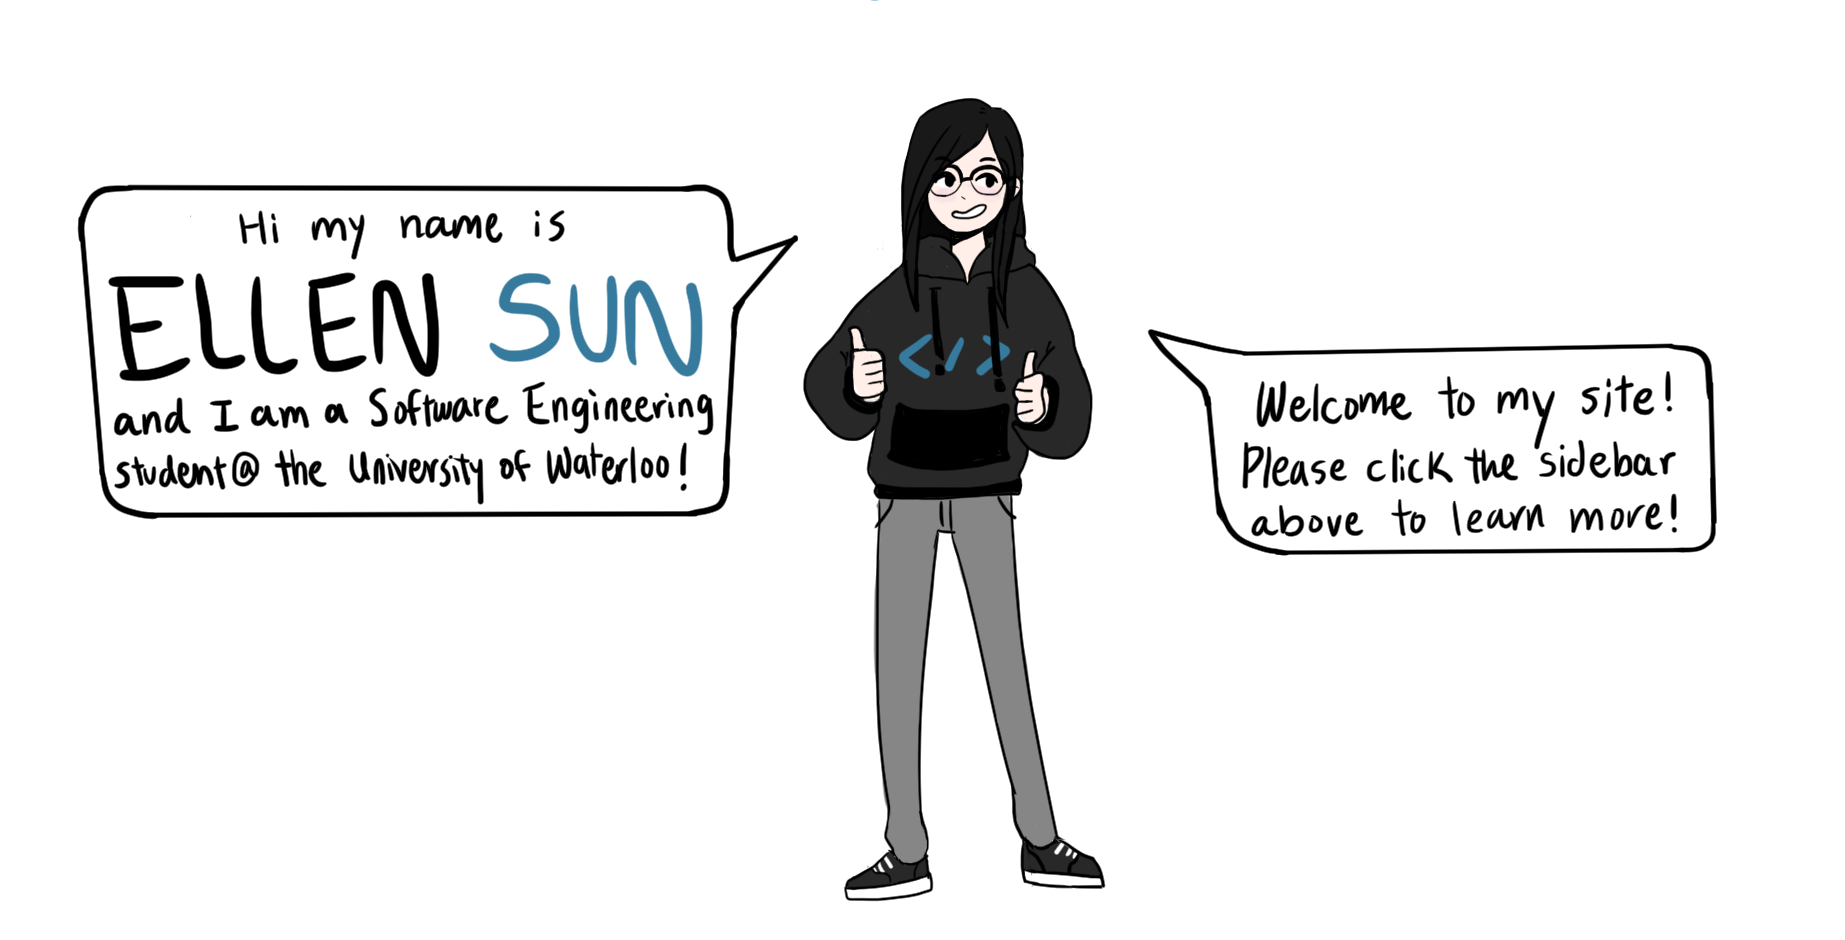 Hi my name is
ELLEN SUN
and I am a Software Engineering
student@ the University of Waterloo!
</>
Welcome to my site!
Please click the sidebar
above to learn more!